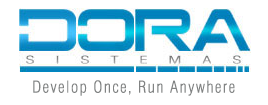 DORA
SISTEMAS
Develop Once, Run Anywhere